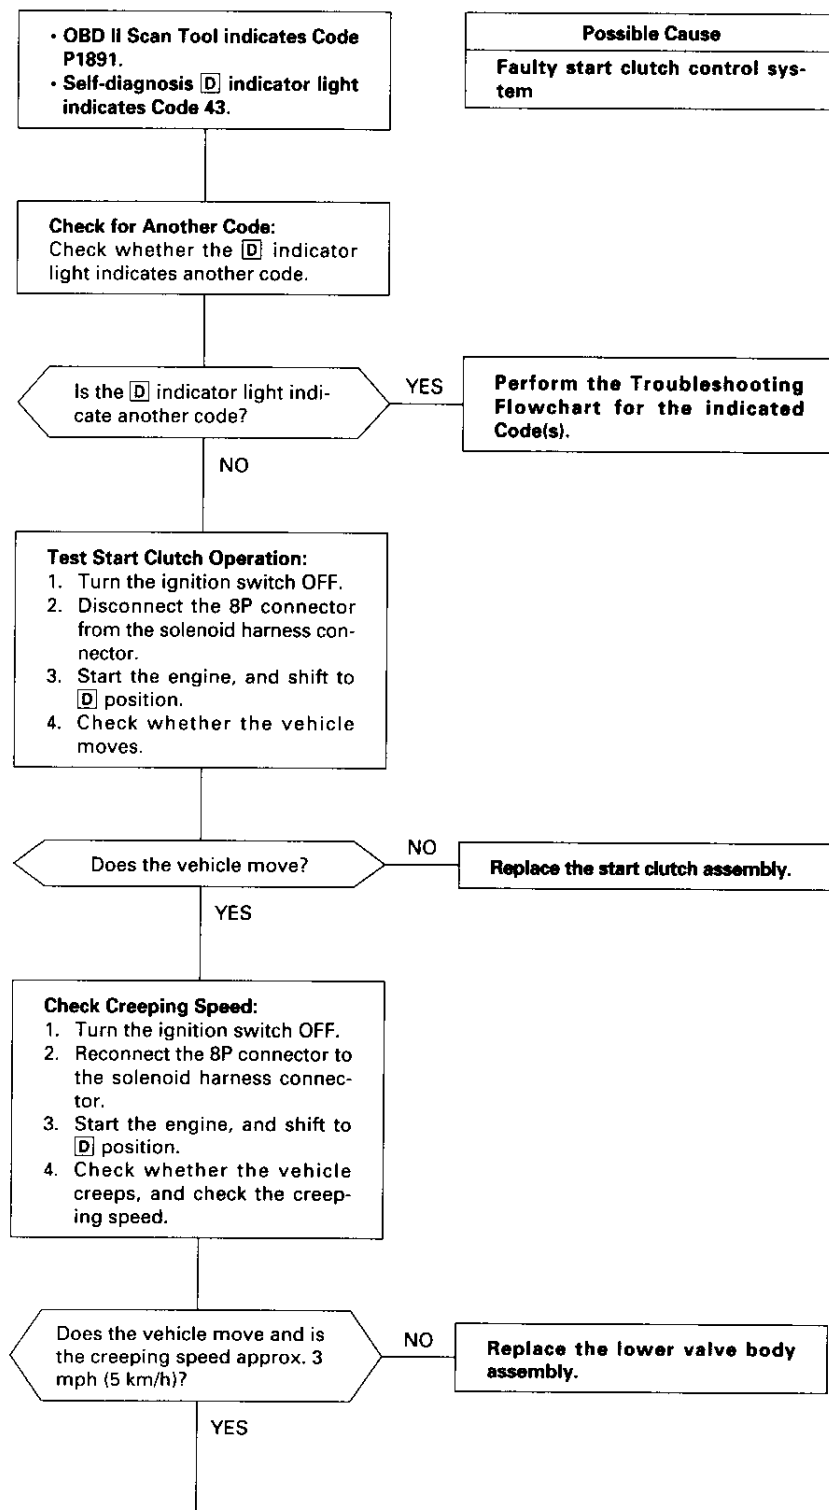 • OBD II Scan Tool indicates Code
P1891.
• Self-diagnosis D indicator light
indicates Code 43.
Possible Cause
Faulty start clutch control sys-
tem
Check for Another Code:
Check whether the D indicator
light indicates another code.
Is the D indicator light indi-
cate another code?
YES
Perform the Troubleshooting
Flowchart for the indicated
Code(s).
NO
Test Start Clutch Operation:
1. Turn the ignition switch OFF.
2. Disconnect the 8P connector
from the solenoid harness con-
nector.
3. Start the engine, and shift to
D position.
4. Check whether the vehicle
moves.
Does the vehicle move?
NO
Replace the start clutch assembly.
YES
Check Creeping Speed:
1. Turn the ignition switch OFF.
2. Reconnect the 8P connector to
the solenoid harness connec-
tor.
3. Start the engine, and shift to
D position.
4. Check whether the vehicle
creeps, and check the creep-
ing speed.
Does the vehicle move and is
the creeping speed approx. 3
mph (5 km/h)?
NO
Replace the lower valve body
assembly.
YES